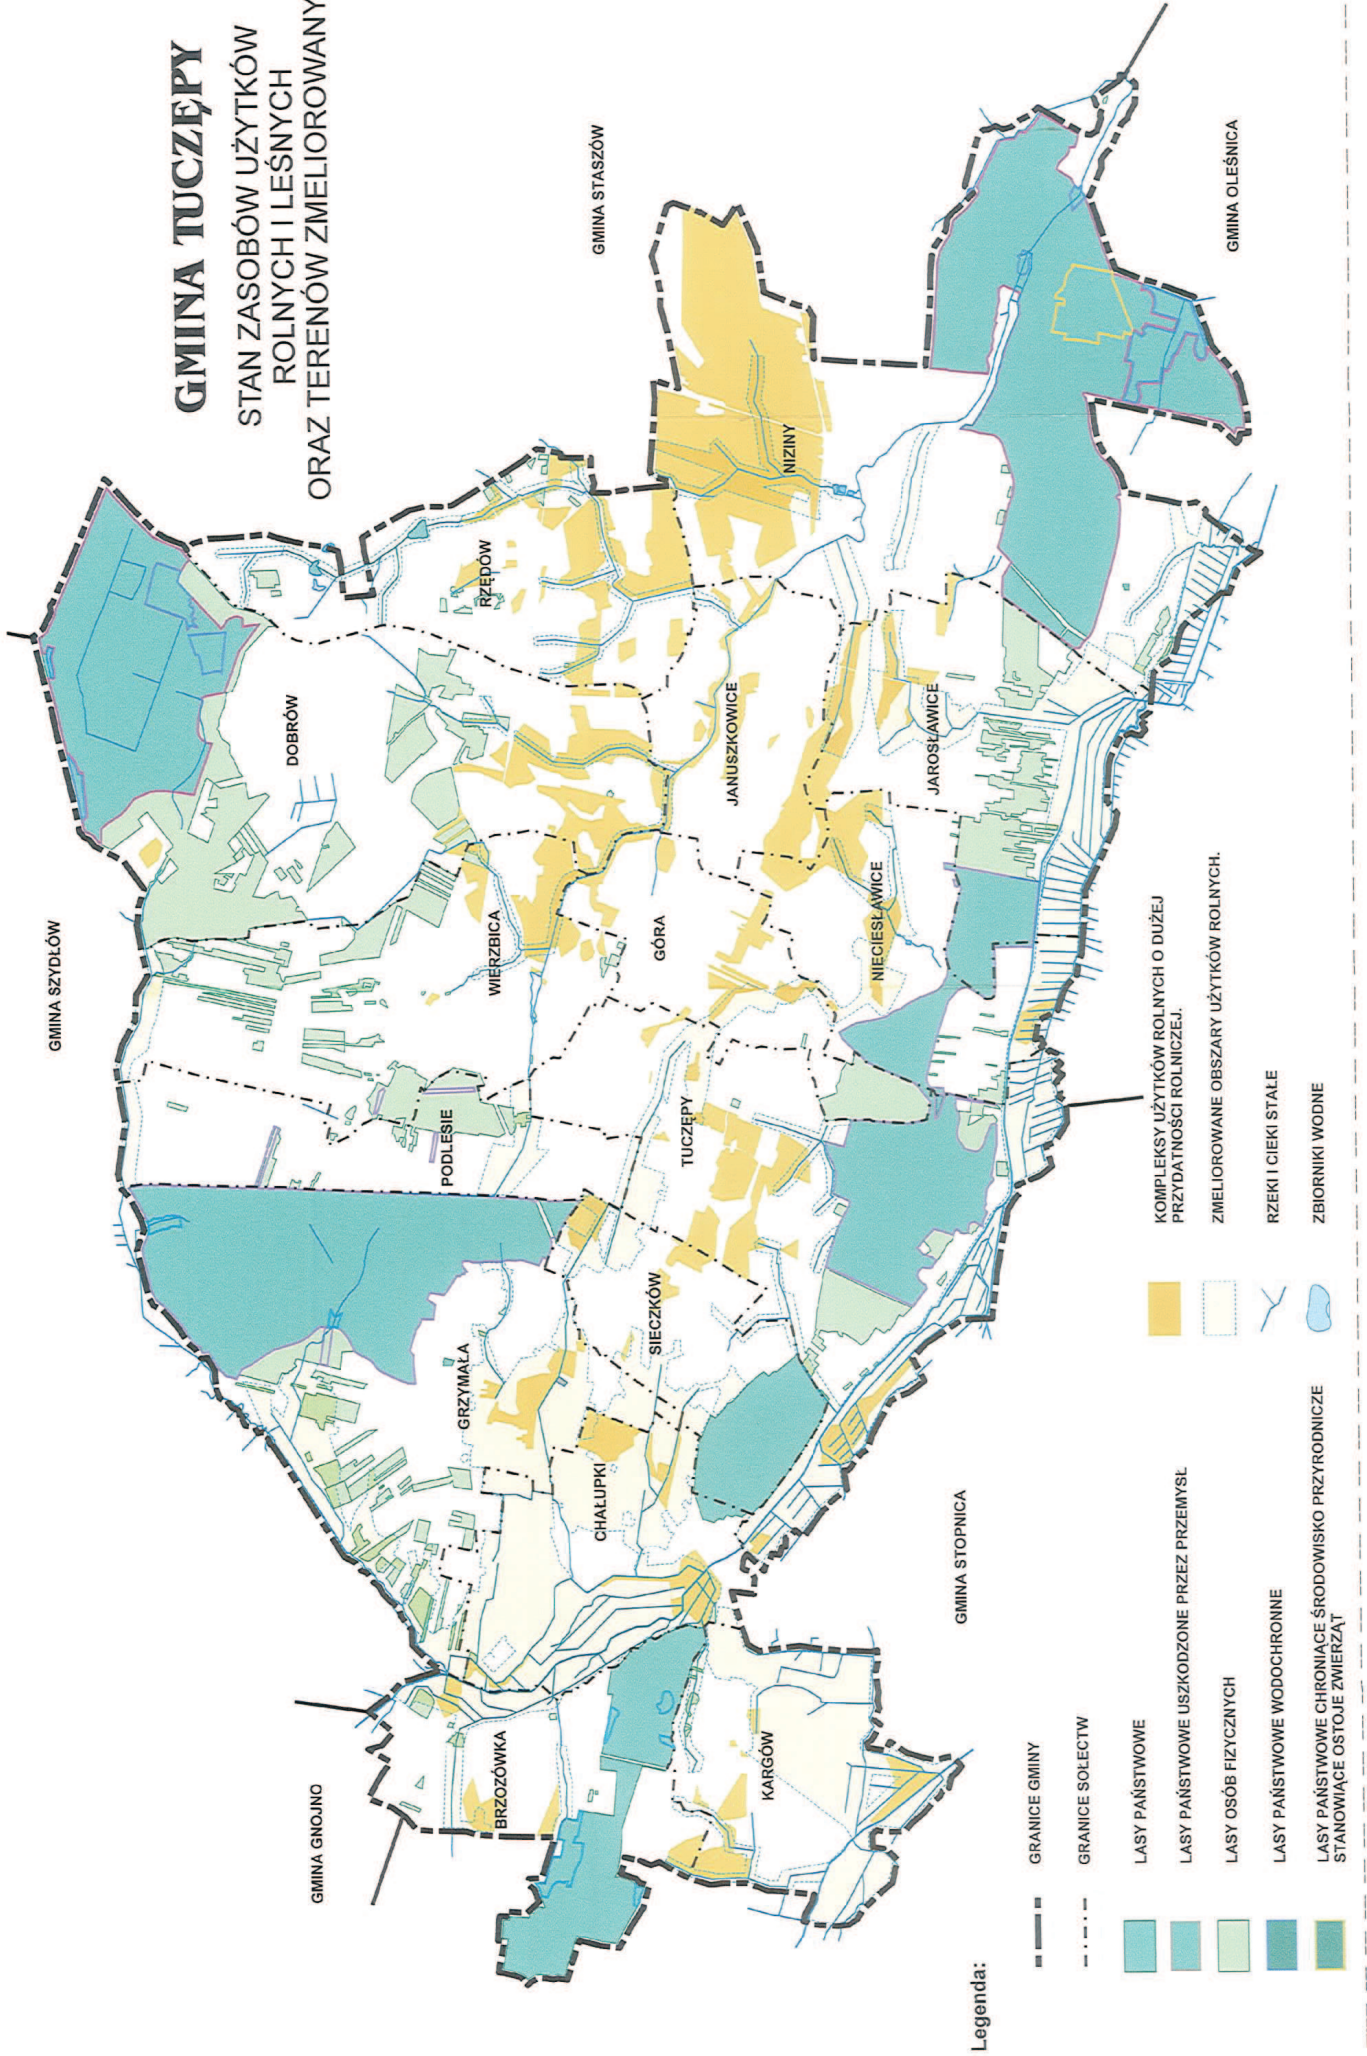 GMINA TUCZĘPY
STAN ZASOBÓW UŻYTKÓW
ROLNYCH I LEŚNYCH
ORAZ TERENÓW ZMELIOROWANY
GMINA SZYDŁÓW
GMINA GNOJNO
GMINA STASZÓW
GMINA OLEŚNICA
GMINA STOPNICA
DOBRÓW
RZĘDÓW
PODLESIE
WIERZBICA
GRZYMAŁA
BRZOZÓWKA
CHAŁUPKI
SIECZKÓW
TUCZĘPY
GÓRA
JANUSZKOWICE
NIZINY
KARGÓW
NIECIESŁAWICE
JAROSŁAWICE
Legenda:
GRANICE GMINY
GRANICE SOŁECTW
LASY PAŃSTWOWE
LASY PAŃSTWOWE USZKODZONE PRZEZ PRZEMYSŁ
LASY OSÓB FIZYCZNYCH
LASY PAŃSTWOWE WODOCHRONNE
LASY PAŃSTWOWE CHRONIĄCE ŚRODOWISKO PRZYRODNICZE
STANOWIĄCE OSTOJE ZWIERZĄT
KOMPLEKSY UŻYTKÓW ROLNYCH O DUŻEJ
PRZYDATNOŚCI ROLNICZEJ.
ZMELIOROWANE OBSZARY UŻYTKÓW ROLNYCH.
RZEKI I CIEKI STAŁE
ZBIORNIKI WODNE